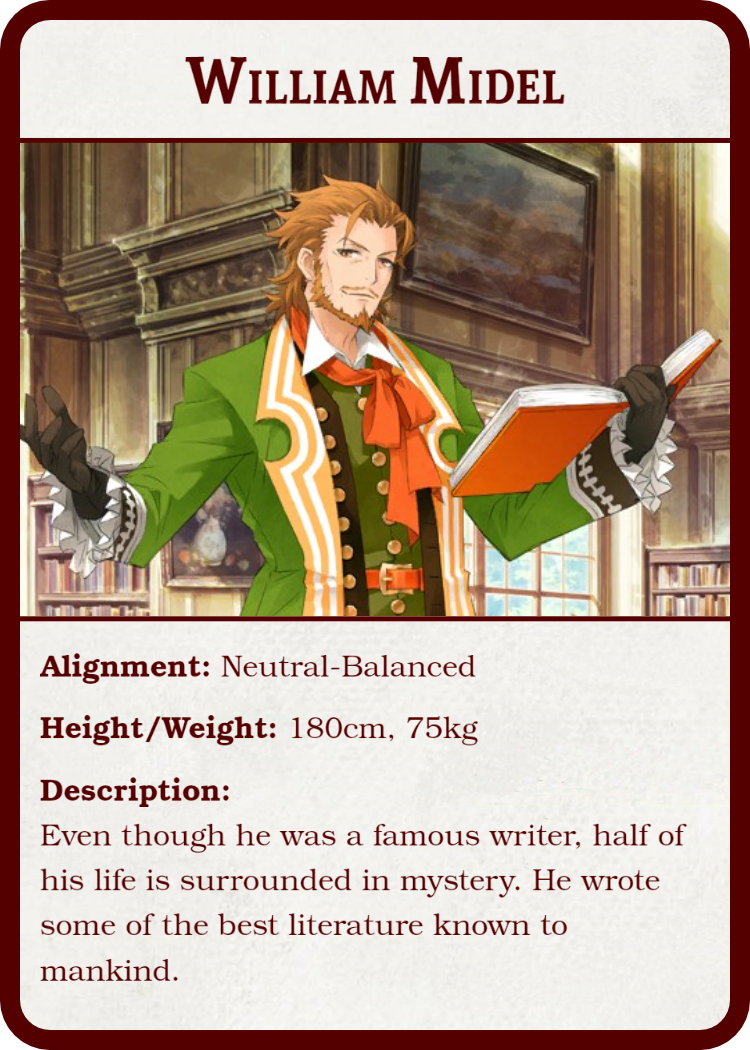 William Midel
Alignment: Neutral-Balanced
Height/Weight: 180cm, 75kg
Description:
Even though he was a famous writer, half of
his life is surrounded in mystery. He wrote
some of the best literature known to
mankind.